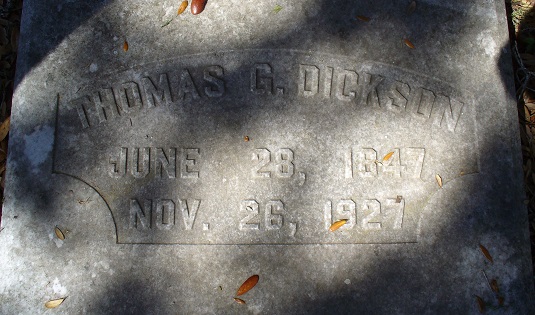 THOMAS G. DICKSON
JUNE 28, 1847
NOV. 26, 1927